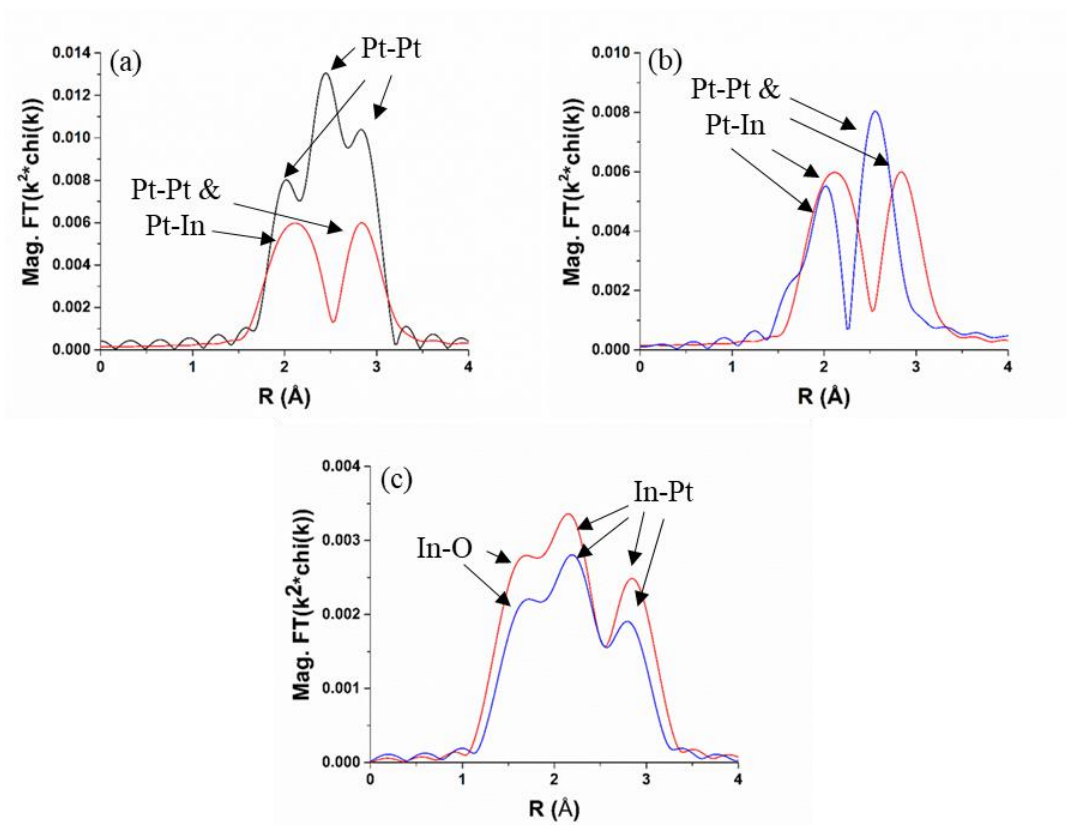 (a)
Pt-Pt
Pt-Pt &
Pt-In
Mag. FT(k²*chi(k))
0.014
0.012
0.010
0.008
0.006
0.004
0.002
0.000
0 1 2 3 4
R (Å)
(b)
Pt-Pt &
Pt-In
Mag. FT(k²*chi(k))
0.010
0.008
0.006
0.004
0.002
0.000
0 1 2 3 4
R (Å)
(c)
In-Pt
In-O
Mag. FT(k²*chi(k))
0.004
0.003
0.002
0.001
0.000
0 1 2 3 4
R (Å)